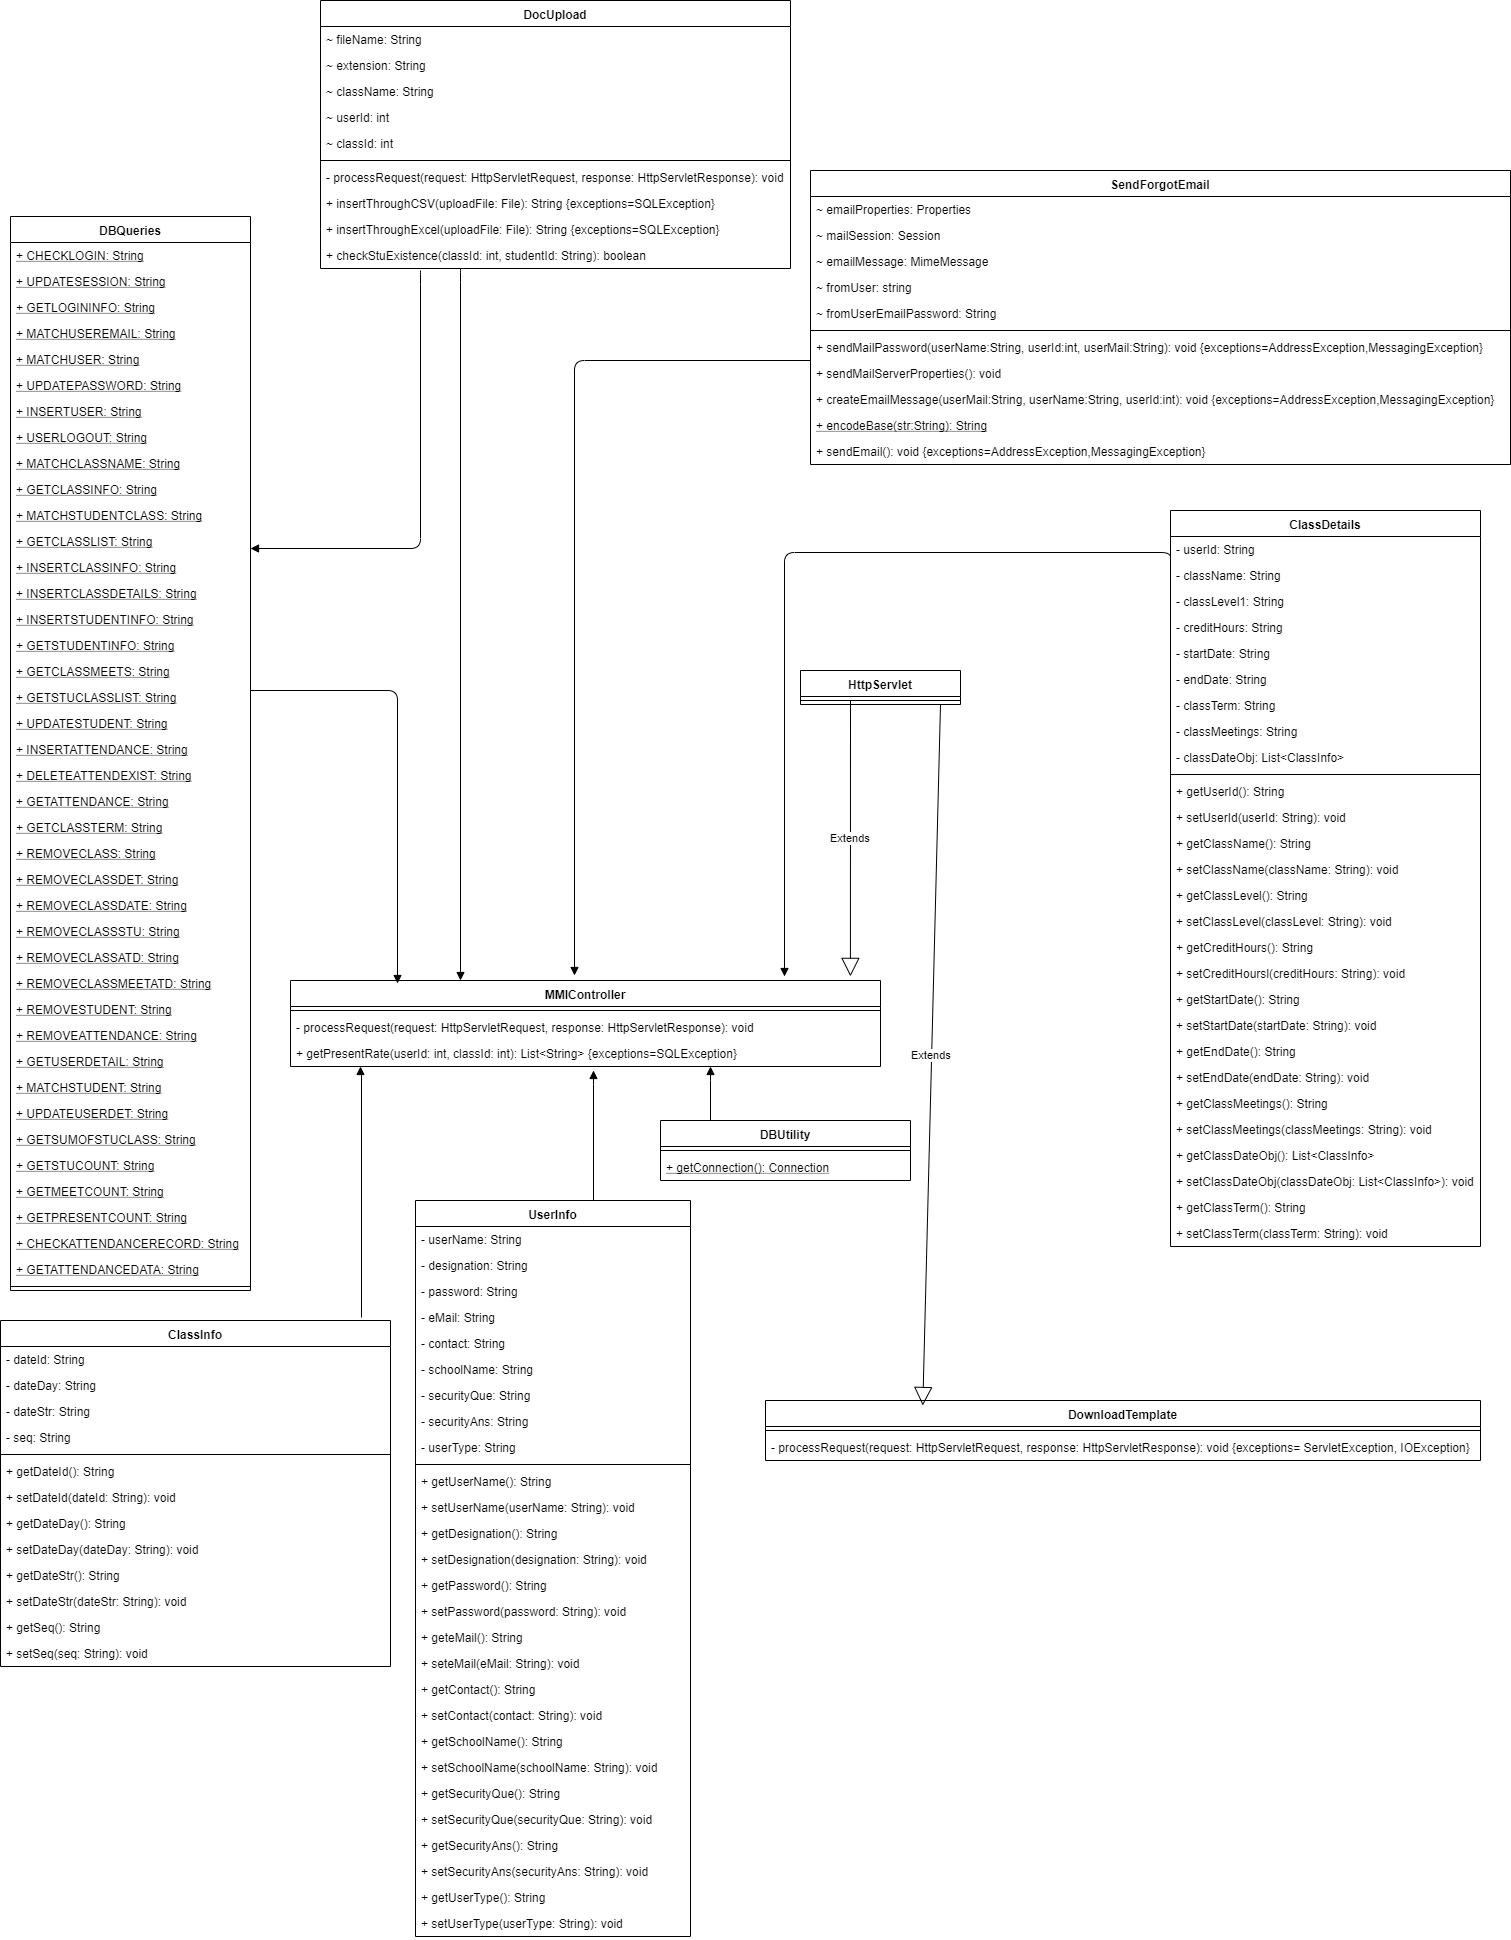 DocUpload
~ fileName: String
~ extension: String
~ className: String
~ userId: int
~ classId: int
- processRequest(request: HttpServletRequest, response: HttpServletResponse): void
+ insertThroughCSV(uploadFile: File): String {exceptions=SQLException}
+ insertThroughExcel(uploadFile: File): String {exceptions=SQLException}
+ checkStuExistence(classId: int, studentId: String): boolean
SendForgotEmail
~ emailProperties: Properties
~ mailSession: Session
~ emailMessage: MimeMessage
~ fromUser: string
~ fromUserEmailPassword: String
+ sendMailPassword(userName:String, userId:int, userMail:String): void {exceptions=AddressException,MessagingException}
+ sendMailServerProperties(): void
+ createEmailMessage(userMail:String, userName:String, userId:int): void {exceptions=AddressException,MessagingException}
+ encodeBase(str:String): String
+ sendEmail(): void {exceptions=AddressException,MessagingException}
DBQueries
+ CHECKLOGIN: String
+ UPDATESESSION: String
+ GETLOGININFO: String
+ MATCHUSEREMAIL: String
+ MATCHUSER: String
+ UPDATEPASSWORD: String
+ INSERTUSER: String
+ USERLOGOUT: String
+ MATCHCLASSNAME: String
+ GETCLASSINFO: String
+ MATCHSTUDENTCLASS: String
+ GETCLASSLIST: String
+ INSERTCLASSINFO: String
+ INSERTCLASSDETAILS: String
+ INSERTSTUDENTINFO: String
+ GETSTUDENTINFO: String
+ GETCLASSMEETS: String
+ GETSTUCLASSLIST: String
+ UPDATESTUDENT: String
+ INSERTATTENDANCE: String
+ DELETEATTENDEXIST: String
+ GETATTENDANCE: String
+ GETCLASSTERM: String
+ REMOVECLASS: String
+ REMOVECLASSDET: String
+ REMOVECLASSDATE: String
+ REMOVECLASSSTU: String
+ REMOVECLASSATD: String
+ REMOVECLASSMEETATD: String
+ REMOVESTUDENT: String
+ REMOVEATTENDANCE: String
+ GETUSERDETAIL: String
+ MATCHSTUDENT: String
+ UPDATEUSERDET: String
+ GETSUMOFSTUCLASS: String
+ GETSTUCOUNT: String
+ GETMEETCOUNT: String
+ GETPRESENTCOUNT: String
+ CHECKATTENDANCERECORD: String
+ GETATTENDANCEDATA: String
ClassDetails
- userId: String
- className: String
- classLevel1: String
- creditHours: String
- startDate: String
- endDate: String
- classTerm: String
- classMeetings: String
- classDateObj: List<ClassInfo>
+ getUserId(): String
+ setUserId(userId: String): void
+ getClassName(): String
+ setClassName(className: String): void
+ getClassLevel(): String
+ setClassLevel(classLevel: String): void
+ getCreditHours(): String
+ setCreditHoursl(creditHours: String): void
+ getStartDate(): String
+ setStartDate(startDate: String): void
+ getEndDate(): String
+ setEndDate(endDate: String): void
+ getClassMeetings(): String
+ setClassMeetings(classMeetings: String): void
+ getClassDateObj(): List<ClassInfo>
+ setClassDateObj(classDateObj: List<ClassInfo>): void
+ getClassTerm(): String
+ setClassTerm(classTerm: String): void
HttpServlet
Extends
Extends
MMIController
- processRequest(request: HttpServletRequest, response: HttpServletResponse): void
+ getPresentRate(userId: int, classId: int): List<String> {exceptions=SQLException}
DBUtility
+ getConnection(): Connection
UserInfo
- userName: String
- designation: String
- password: String
- eMail: String
- contact: String
- schoolName: String
- securityQue: String
- securityAns: String
- userType: String
+ getUserName(): String
+ setUserName(userName: String): void
+ getDesignation(): String
+ setDesignation(designation: String): void
+ getPassword(): String
+ setPassword(password: String): void
+ geteMail(): String
+ seteMail(eMail: String): void
+ getContact(): String
+ setContact(contact: String): void
+ getSchoolName(): String
+ setSchoolName(schoolName: String): void
+ getSecurityQue(): String
+ setSecurityQue(securityQue: String): void
+ getSecurityAns(): String
+ setSecurityAns(securityAns: String): void
+ getUserType(): String
+ setUserType(userType: String): void
ClassInfo
- dateId: String
- dateDay: String
- dateStr: String
- seq: String
+ getDateId(): String
+ setDateId(dateId: String): void
+ getDateDay(): String
+ setDateDay(dateDay: String): void
+ getDateStr(): String
+ setDateStr(dateStr: String): void
+ getSeq(): String
+ setSeq(seq: String): void
DownloadTemplate
- processRequest(request: HttpServletRequest, response: HttpServletResponse): void {exceptions= ServletException, IOException}